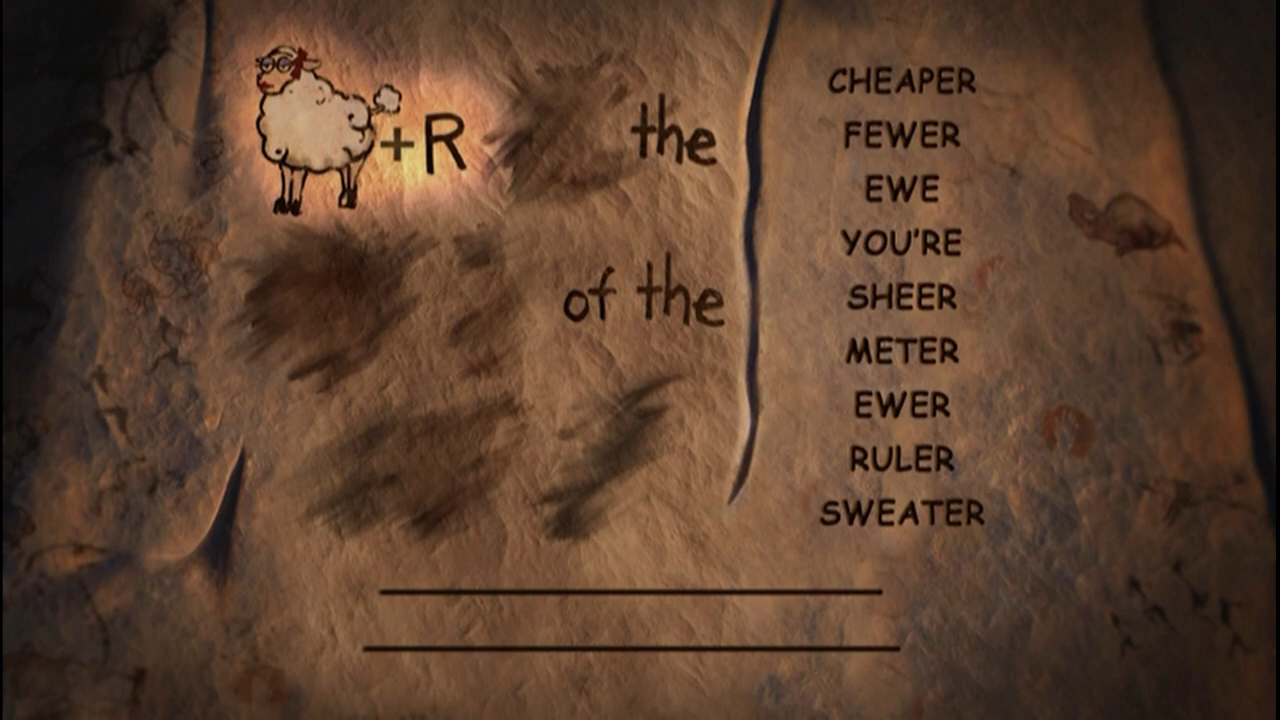 +R the
of the
CHEAPER
FEWER
EWE
YOU'RE
SHEER
METER
EWER
RULER
SWEATER